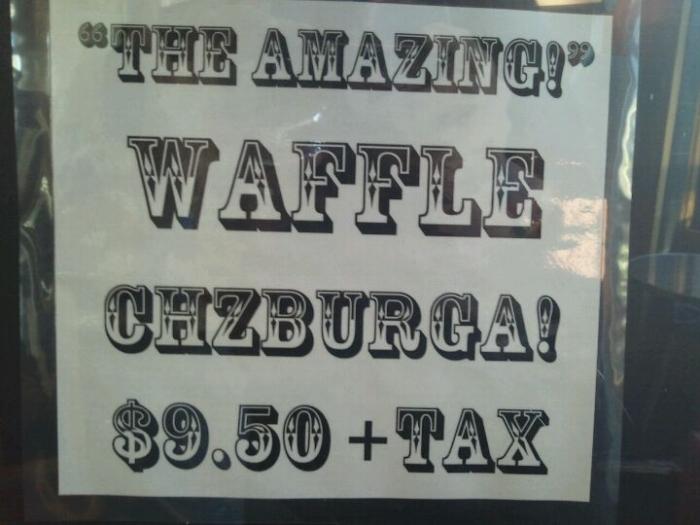 “THE AMAZING!”
WAFFLE
CHZBURGA!
$9.50 + TAX